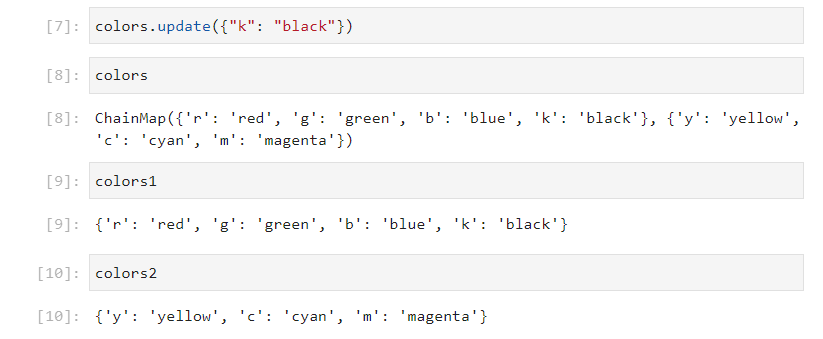 [7]: colors.update({"k": "black"})
[8]: colors
[8]: ChainMap({'r': 'red', 'g': 'green', 'b': 'blue', 'k': 'black'}, {'y': 'yellow',
'c': 'cyan', 'm': 'magenta'})
[9]: colors1
[9]: {'r': 'red', 'g': 'green', 'b': 'blue', 'k': 'black'}
[10]: colors2
[10]: {'y': 'yellow', 'c': 'cyan', 'm': 'magenta'}